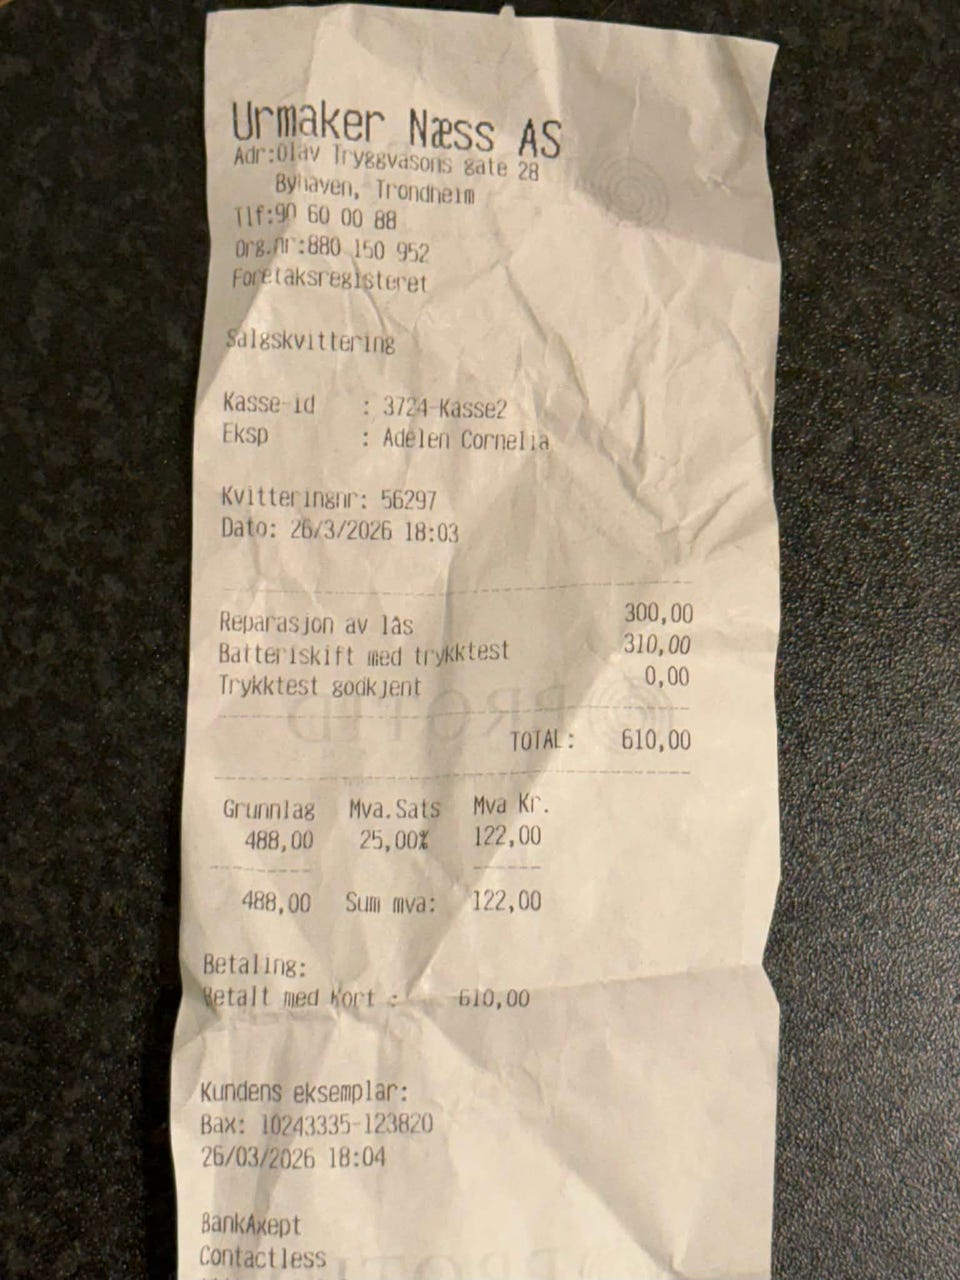 Urmaker Næss AS
Adr:Olav Tryggvasons gate 28
Byhaven, Trondheim
Tlf:90 60 00 88
Org.nr:880 150 952
Foretaksregisteret
Salgskvittering
Kasse-id : 3724-Kasse2
Eksp : Adelen Cornelia
Kvitteringnr: 56297
Dato: 26/3/2026 18:03
Reparasjon av lås 300,00
Batteriskift med trykktest 310,00
Trykktest godkjent 0,00
PROTID
TOTAL: 610,00
Grunnlag Mva.Sats Mva Kr.
488,00 25,00% 122,00
488,00 Sum mva: 122,00
Betaling:
Betalt med Kort : 610,00
Kundens eksemplar:
Bax: 10243335-123820
26/03/2026 18:04
BankAxept
Contactless